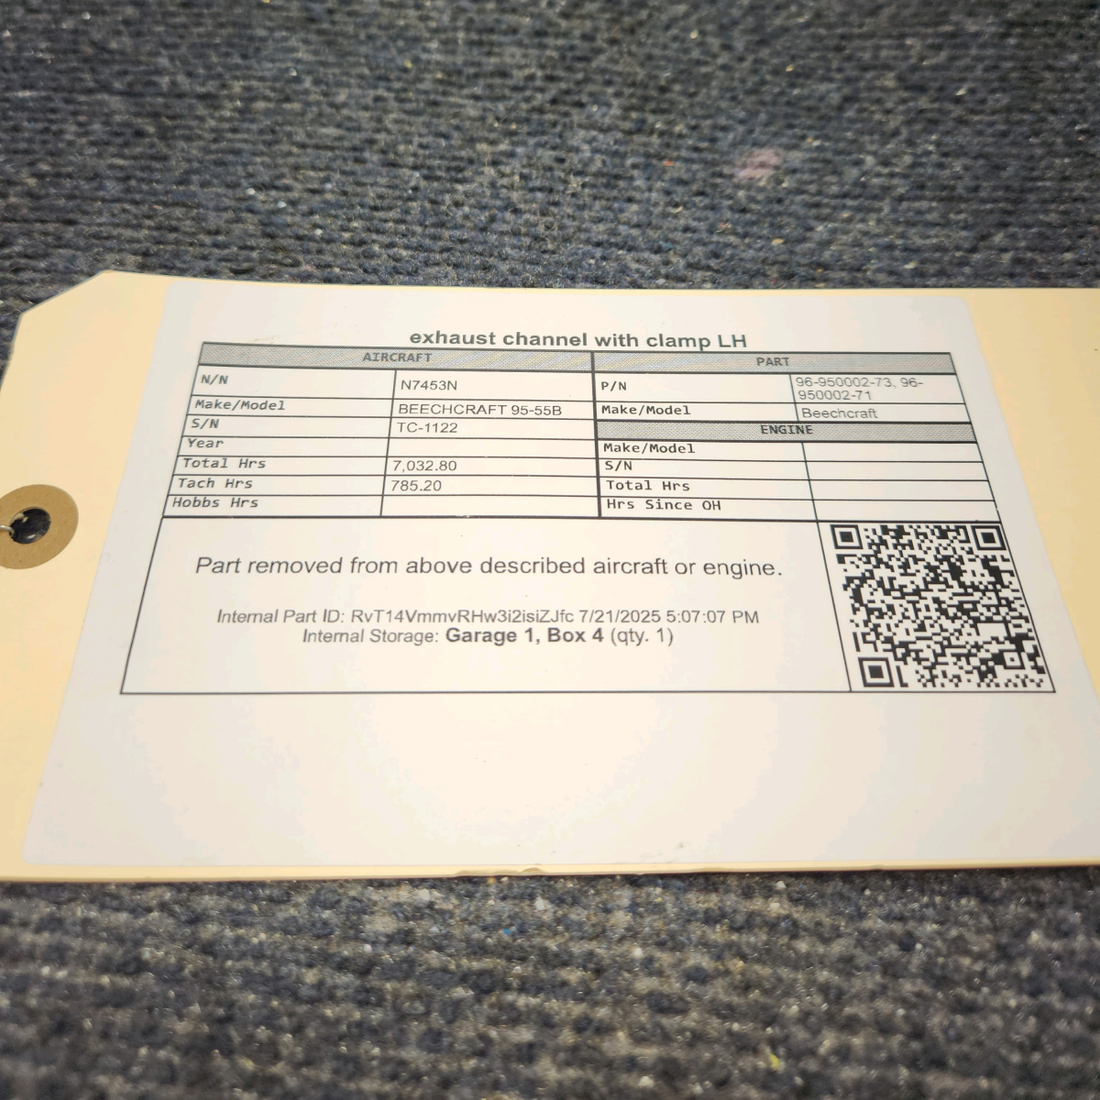 exhaust channel with clamp LH
AIRCRAFT
N/N N7453N
Make/Model BEECHCRAFT 95-55B
S/N TC-1122
Year
Total Hrs 7,032.80
Tach Hrs 785.20
Hobbs Hrs
PART
P/N 96-950002-73, 96-
950002-71
Make/Model Beechcraft
ENGINE
Make/Model
S/N
Total Hrs
Hrs Since OH
Part removed from above described aircraft or engine.
Internal Part ID: RvT14VmmvRHw3i2isiZJfc 7/21/2025 5:07:07 PM
Internal Storage: Garage 1, Box 4 (qty. 1)